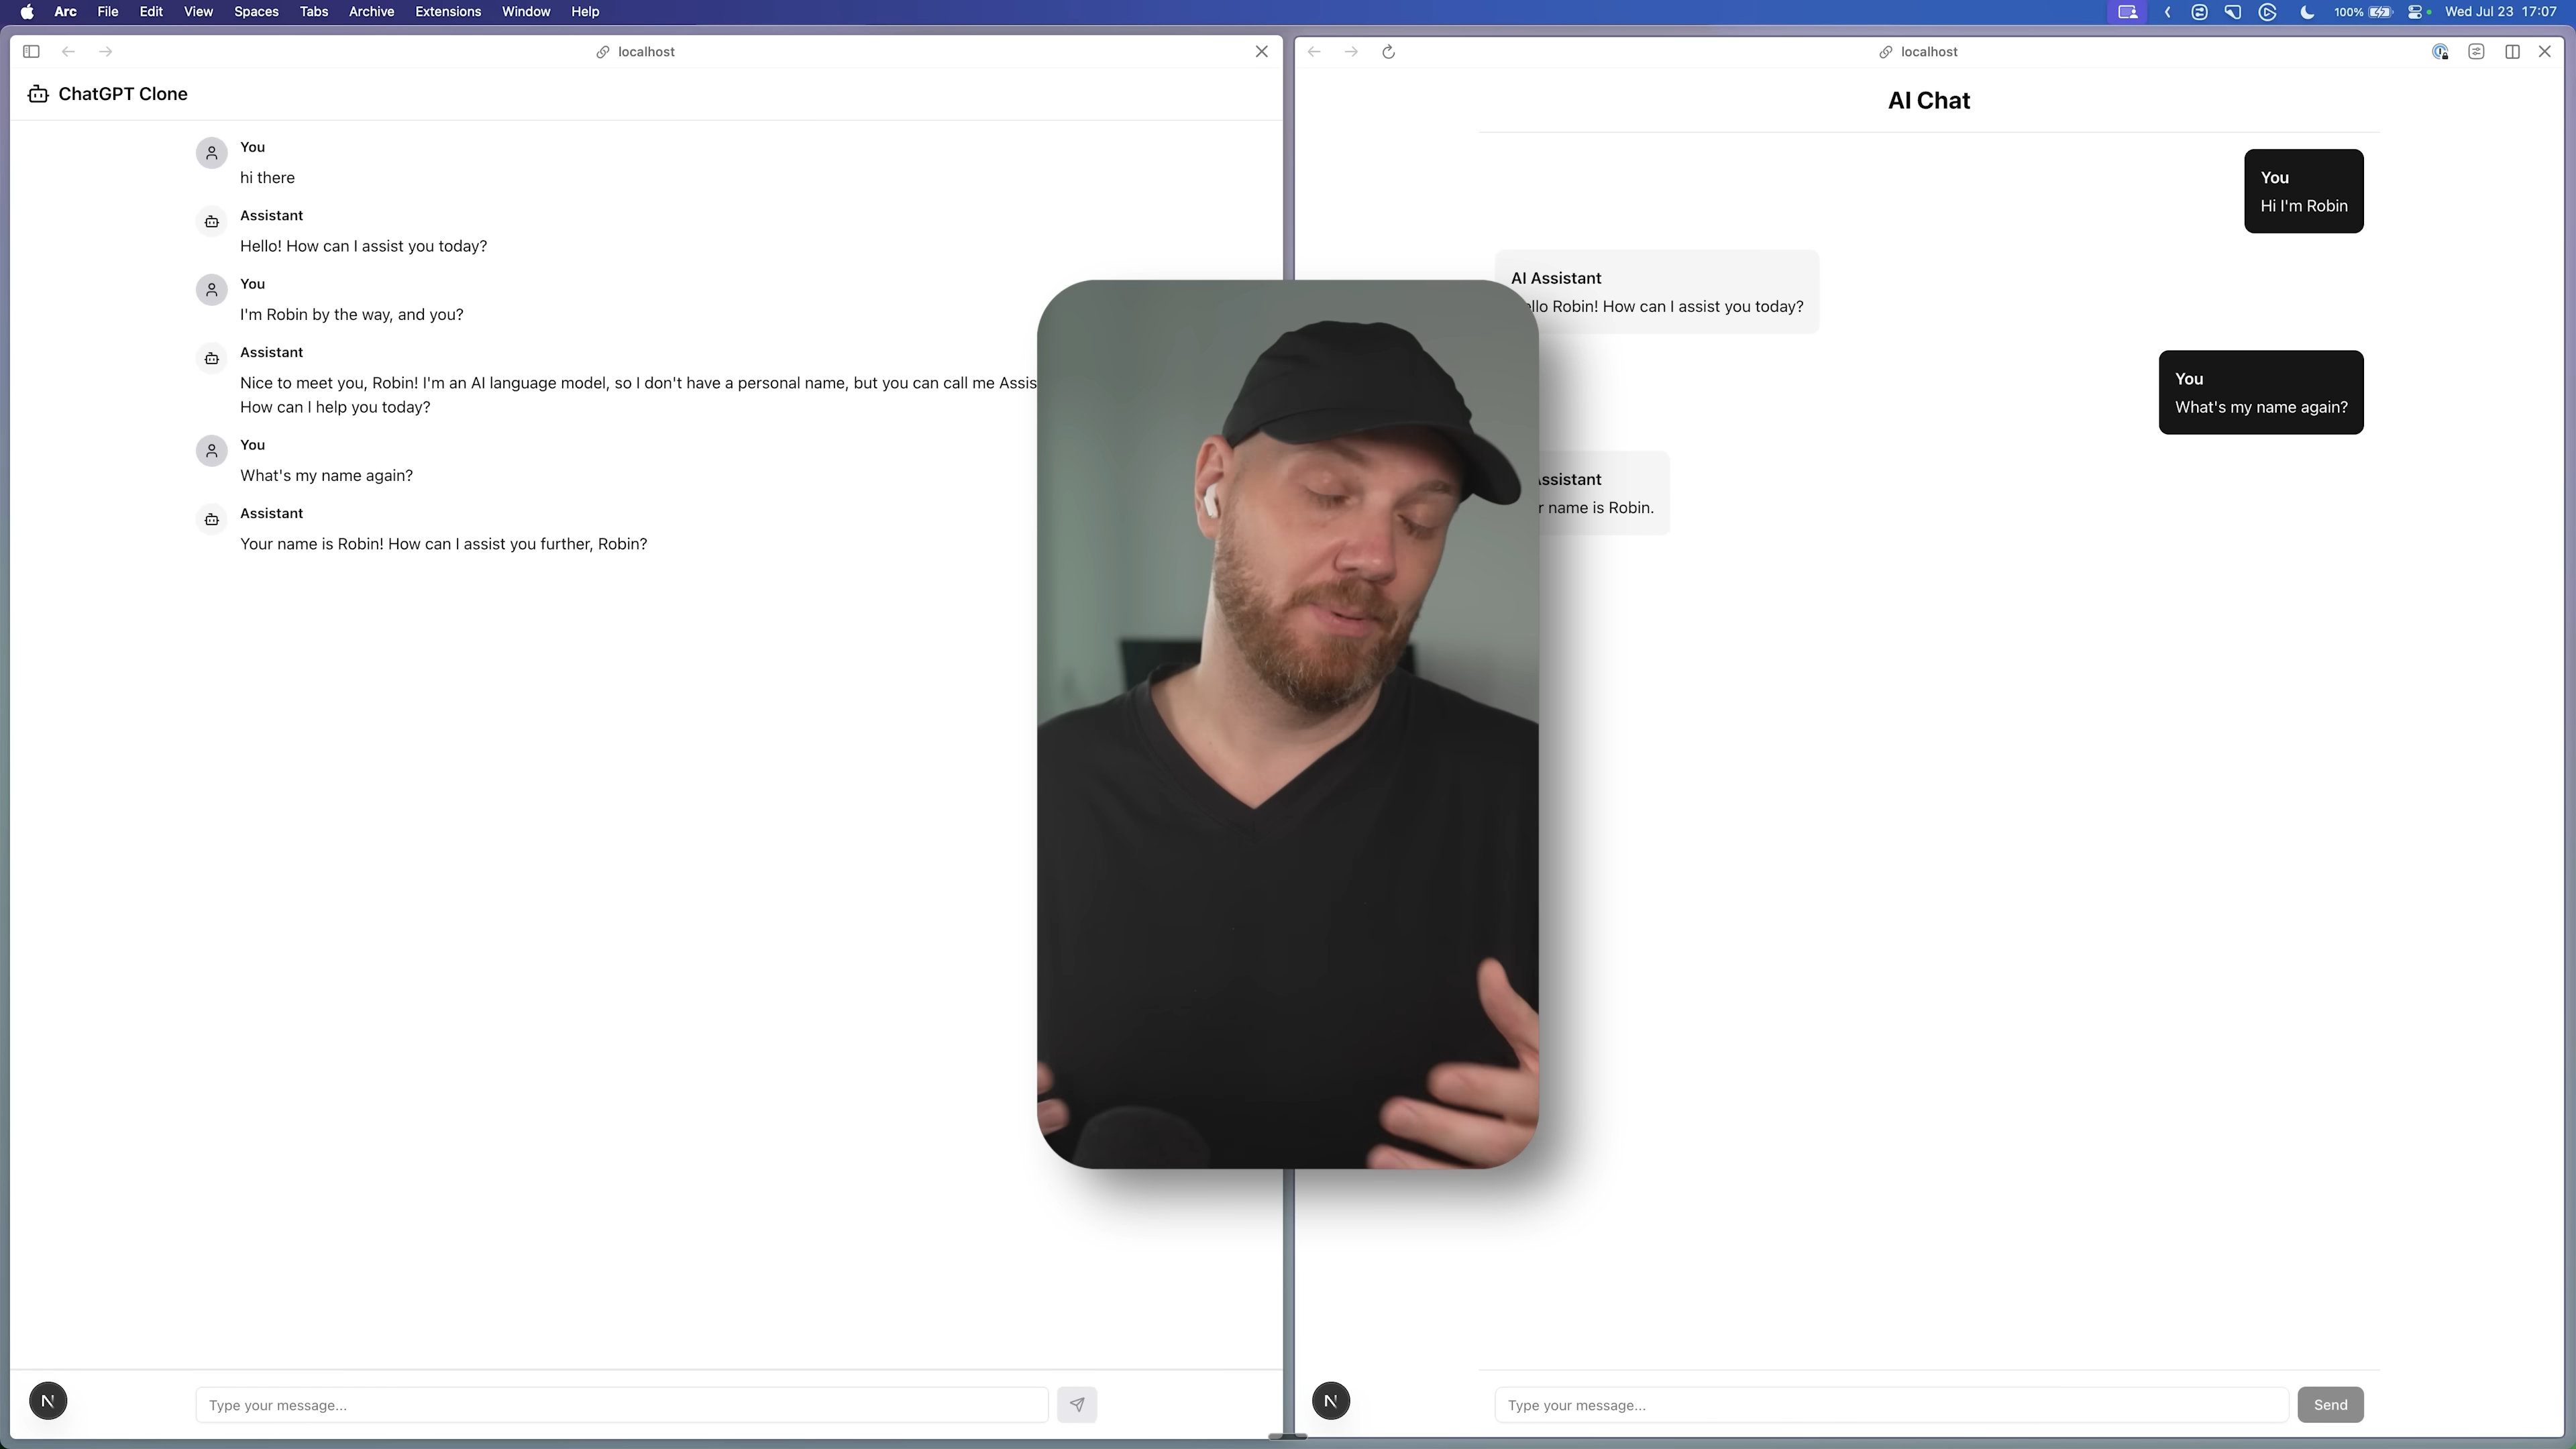 Arc File Edit View Spaces Tabs Archive Extensions Window Help
100% Wed Jul 23 17:07
localhost
ChatGPT Clone
You
hi there
Assistant
Hello! How can I assist you today?
You
I'm Robin by the way, and you?
Assistant
Nice to meet you, Robin! I'm an AI language model, so I don't have a personal name, but you can call me Assis
How can I help you today?
You
What's my name again?
Assistant
Your name is Robin! How can I assist you further, Robin?
N
Type your message...
localhost
AI Chat
You
Hi I'm Robin
AI Assistant
ello Robin! How can I assist you today?
You
What's my name again?
Assistant
r name is Robin.
N
Type your message...
Send